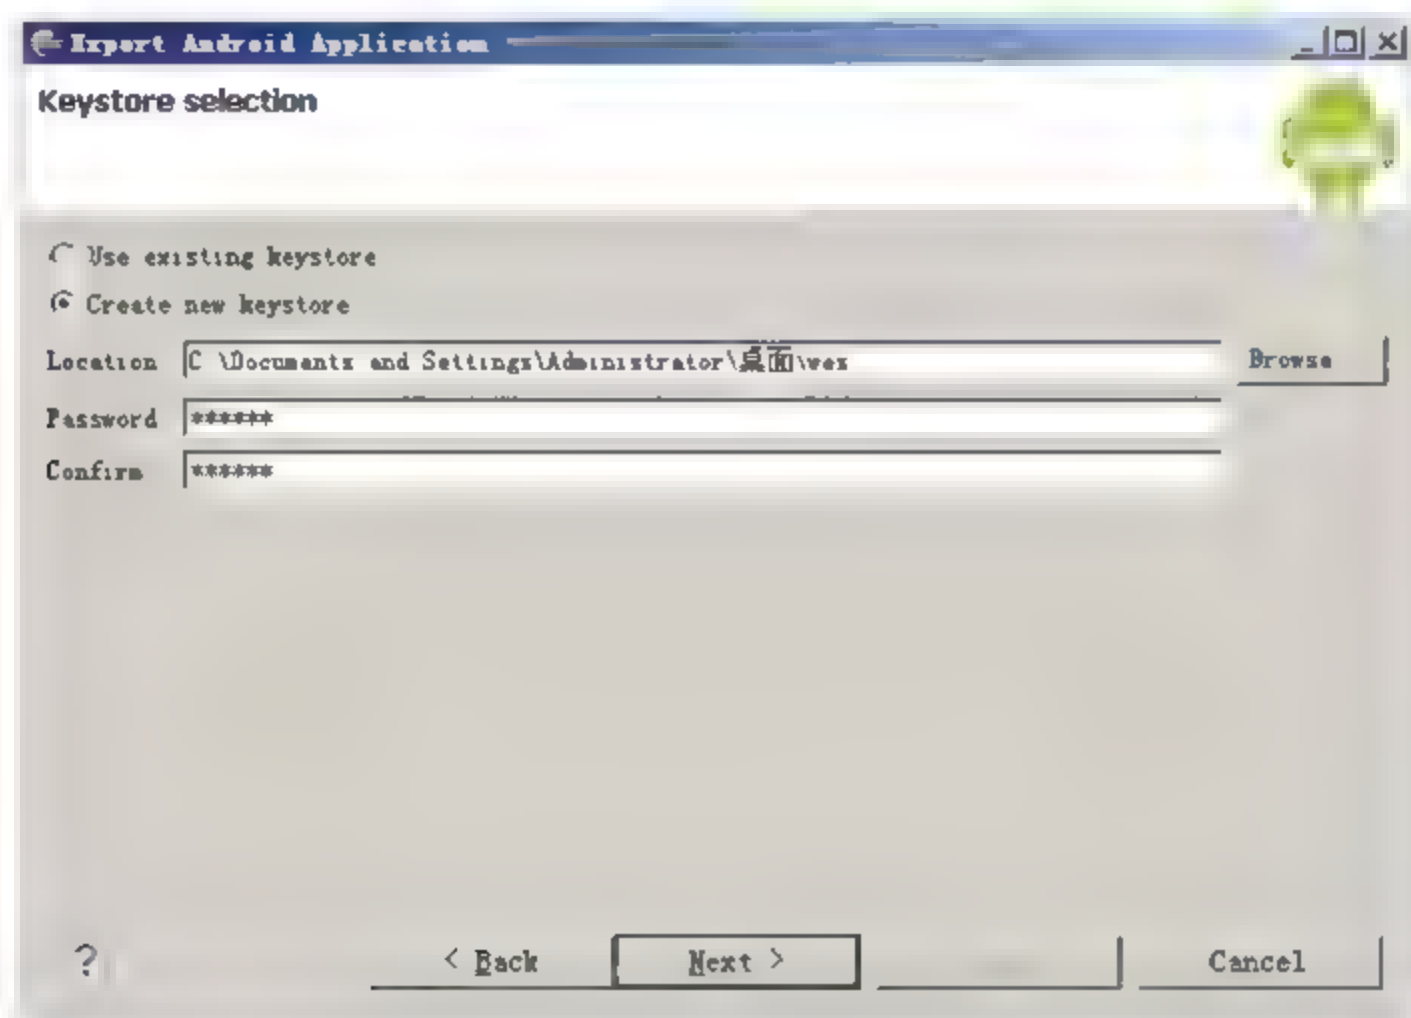 Export Android Application
Keystore selection
Use existing keystore
Create new keystore
Location C:\Documents and Settings\Administrator\桌面\wex Browse
Password ******
Confirm ******
? < Back Next > Cancel